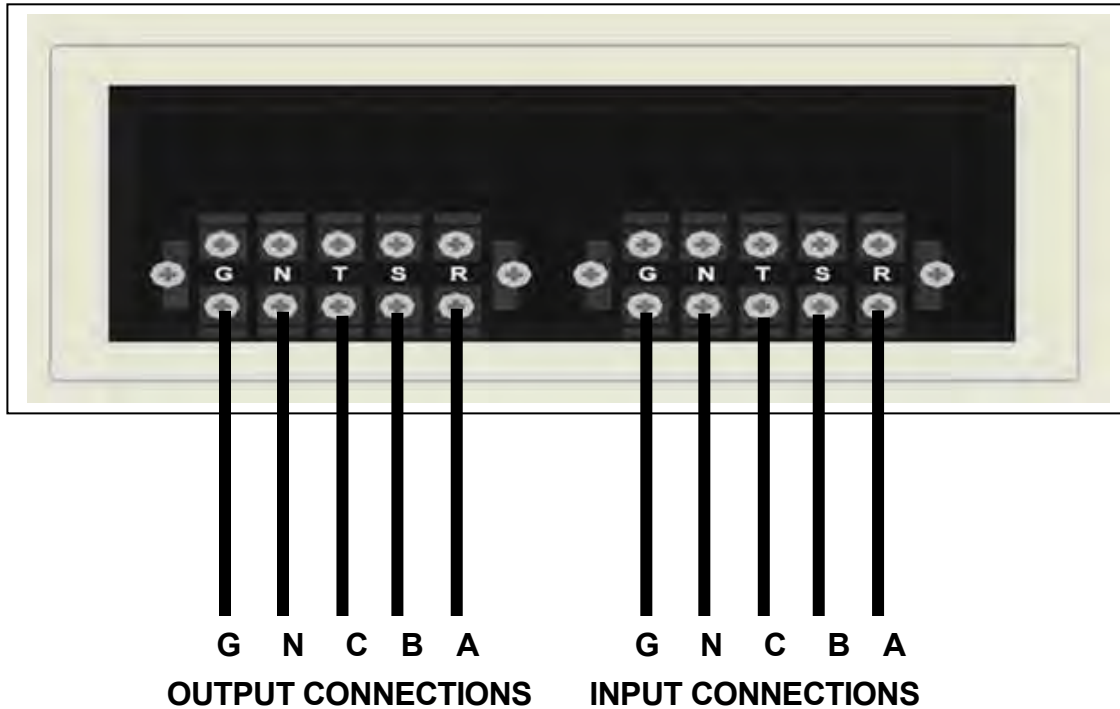 G N T S R G N T S R
G N C B A G N C B A
OUTPUT CONNECTIONS INPUT CONNECTIONS